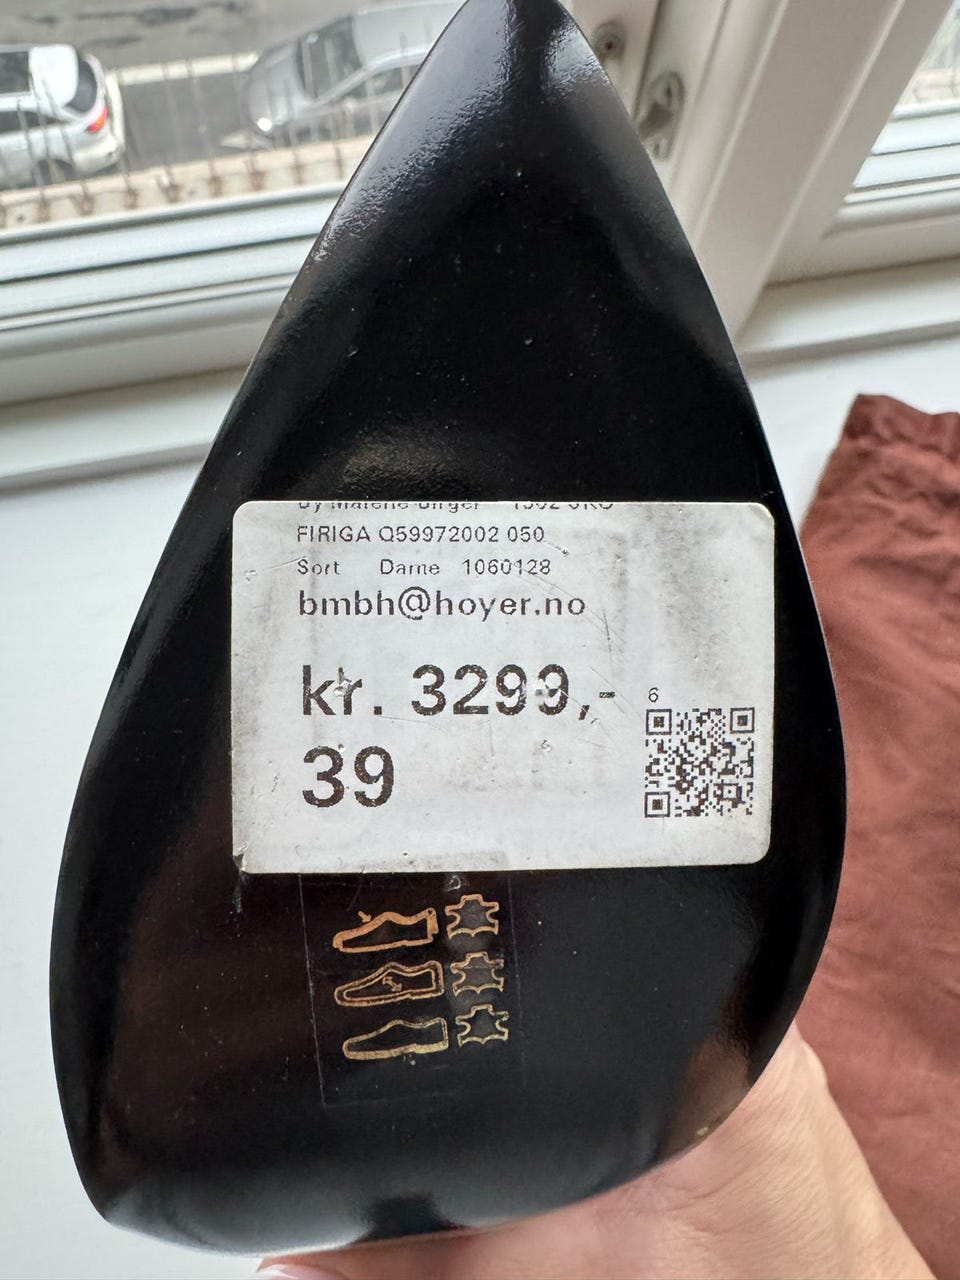 By Malene Birger
FIRIGA Q59972002 050
Sort Dame 1060128
bmbh@hoyer.no
kr. 3299,-
6
39